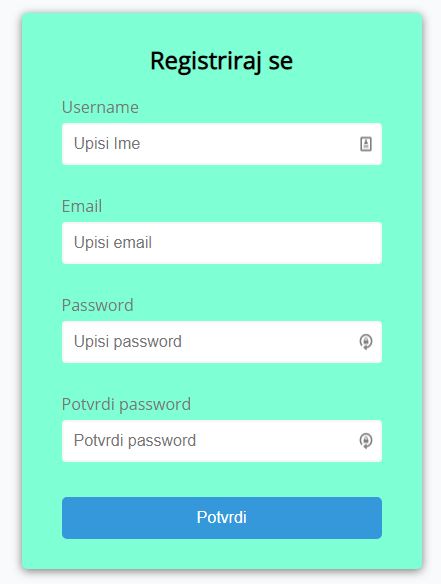 Registriraj se
Username
Upisi Ime
Email
Upisi email
Password
Upisi password
Potvrdi password
Potvrdi password
Potvrdi